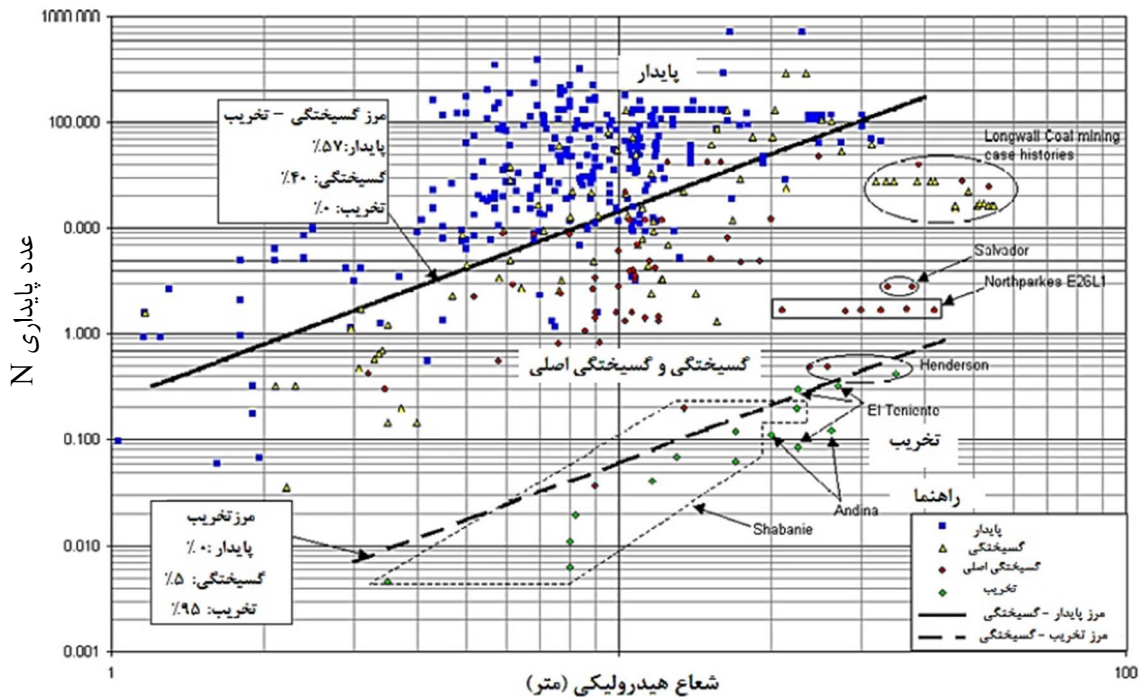 1000.000
100.000
10.000
1.000
0.100
0.010
0.001
عدد پایداری N
1
100
شعاع هیدرولیکی (متر)
پایدار
مرز گسیختگی – تخریب
پایدار: ۵۷٪
گسیختگی: ۴۰٪
تخریب: ۰٪
Longwall Coal mining
case histories
Salvador
Northparkes E26L1
گسیختگی و گسیختگی اصلی
Henderson
El Teniente
تخریب
Andina
Shabanie
مرز تخریب
پایدار: ۰٪
گسیختگی: ۵٪
تخریب: ۹۵٪
راهنما
پایدار
گسیختگی
گسیختگی اصلی
تخریب
مرز پایدار – گسیختگی
مرز تخریب – گسیختگی